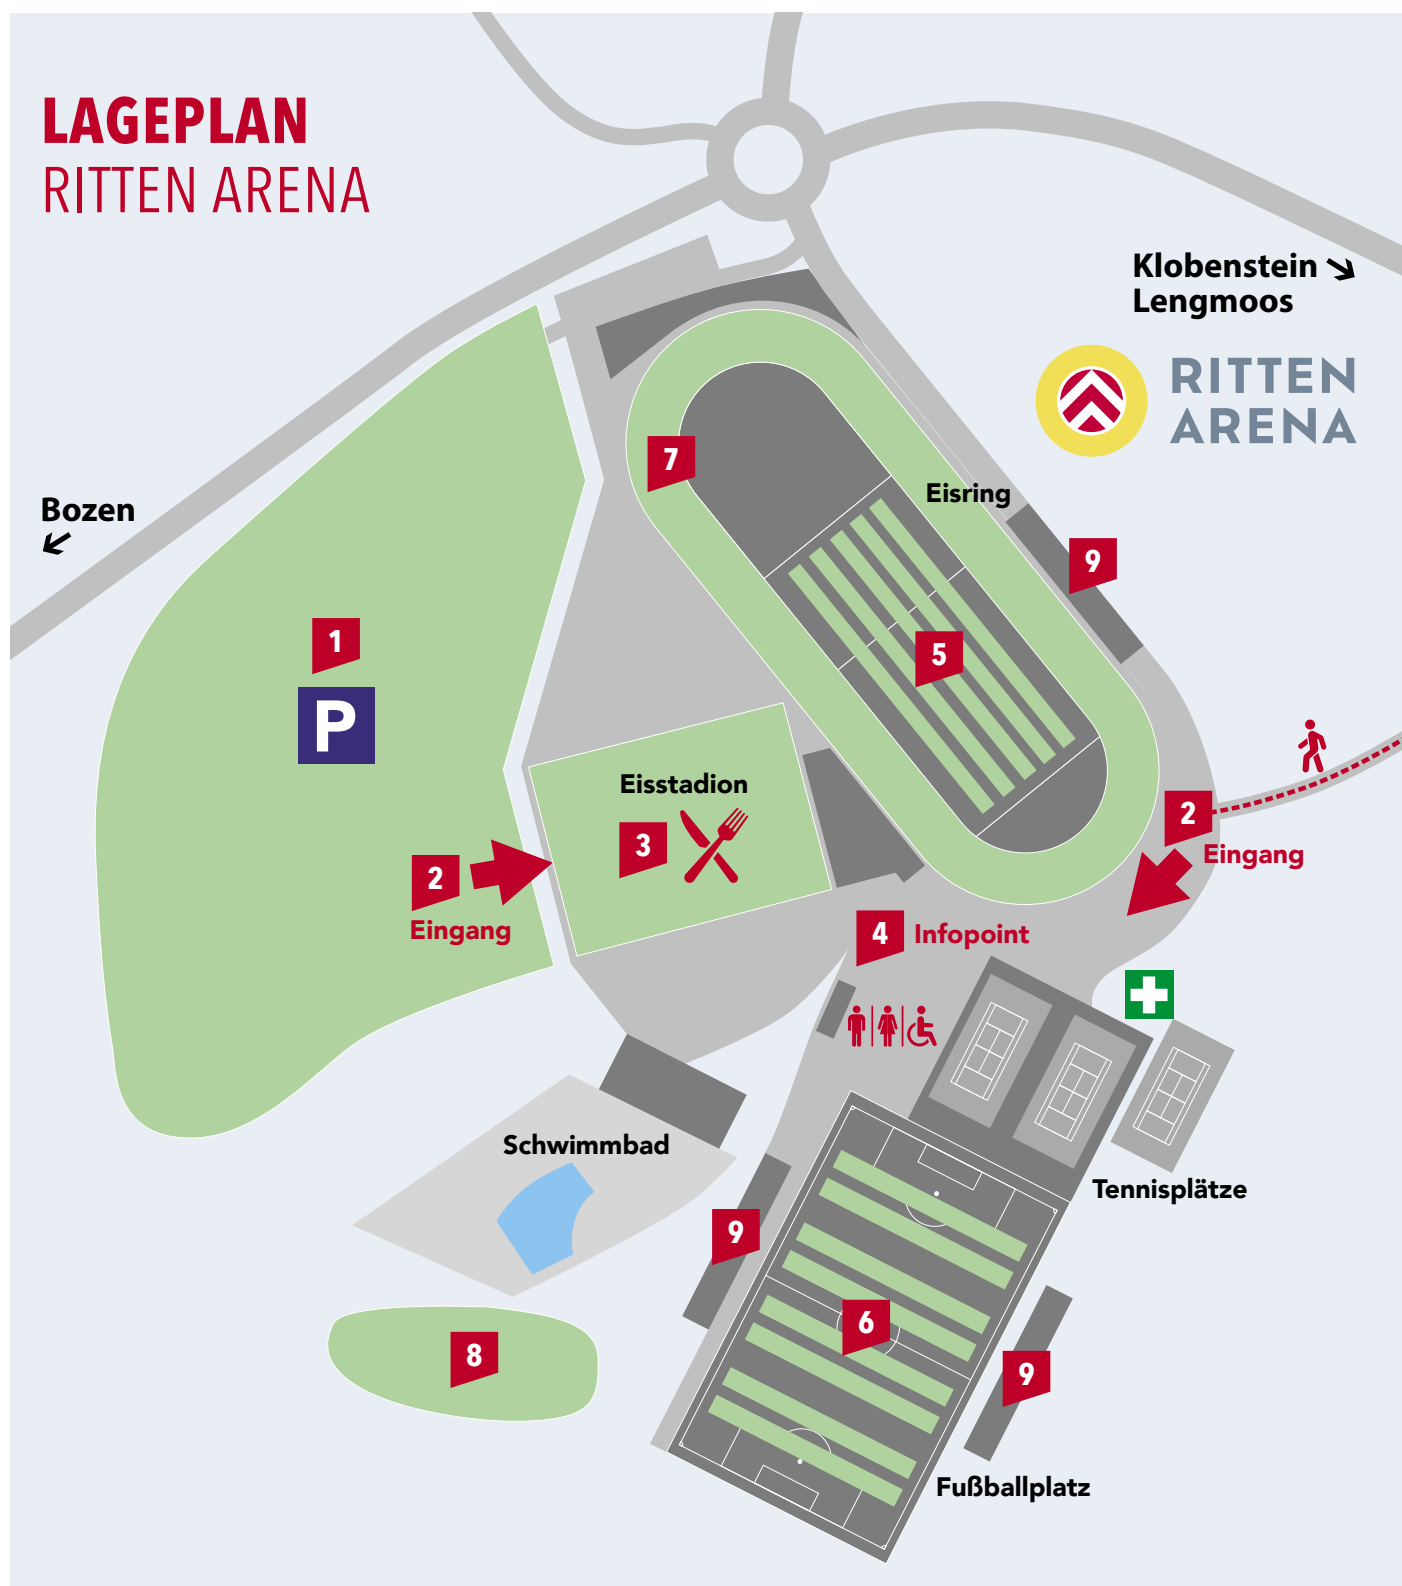 LAGEPLAN
RITTEN ARENA
Klobenstein
Lengmoos
RITTEN
ARENA
Bozen
7
Eisring
9
1
P
5
Eisstadion
3
2
Eingang
2
Eingang
4 Infopoint
Schwimmbad
Tennisplätze
9
6
8
9
Fußballplatz